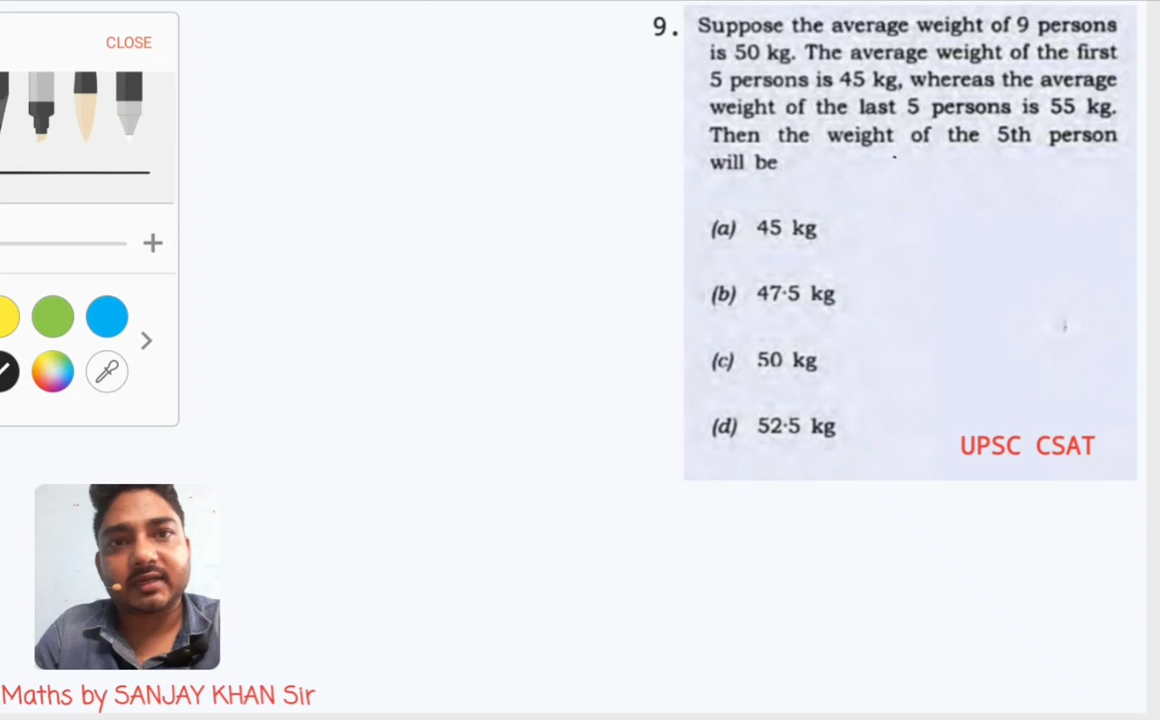 CLOSE
9. Suppose the average weight of 9 persons
is 50 kg. The average weight of the first
5 persons is 45 kg, whereas the average
weight of the last 5 persons is 55 kg.
Then the weight of the 5th person
will be
(a) 45 kg
(b) 47·5 kg
(c) 50 kg
(d) 52·5 kg
UPSC CSAT
Maths by SANJAY KHAN Sir